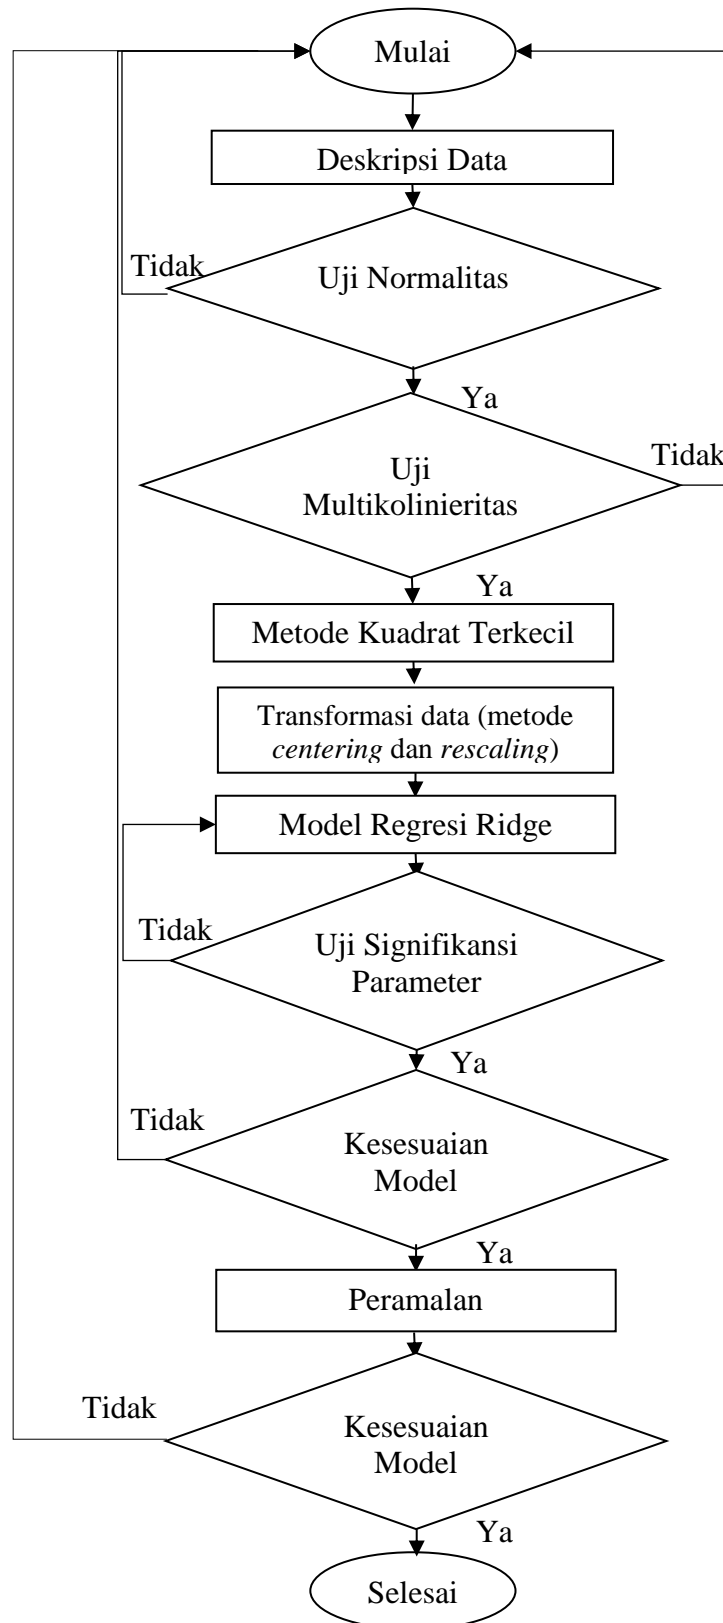 Mulai
Deskripsi Data
Tidak
Uji Normalitas
Ya
Tidak
Uji
Multikolinieritas
Ya
Metode Kuadrat Terkecil
Transformasi data (metode
centering dan rescaling)
Model Regresi Ridge
Tidak
Uji Signifikansi
Parameter
Ya
Tidak
Kesesuaian
Model
Ya
Peramalan
Tidak
Kesesuaian
Model
Ya
Selesai